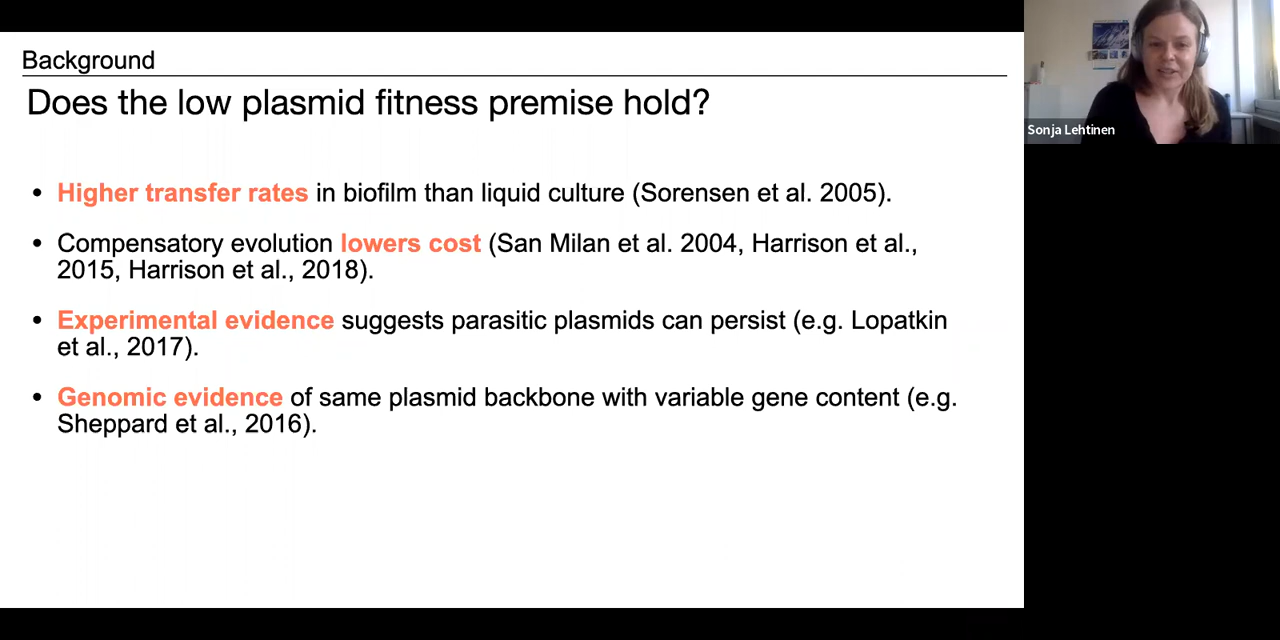 Background
Does the low plasmid fitness premise hold?
• Higher transfer rates in biofilm than liquid culture (Sorensen et al. 2005).
• Compensatory evolution lowers cost (San Milan et al. 2004, Harrison et al.,
2015, Harrison et al., 2018).
• Experimental evidence suggests parasitic plasmids can persist (e.g. Lopatkin
et al., 2017).
• Genomic evidence of same plasmid backbone with variable gene content (e.g.
Sheppard et al., 2016).
Sonja Lehtinen